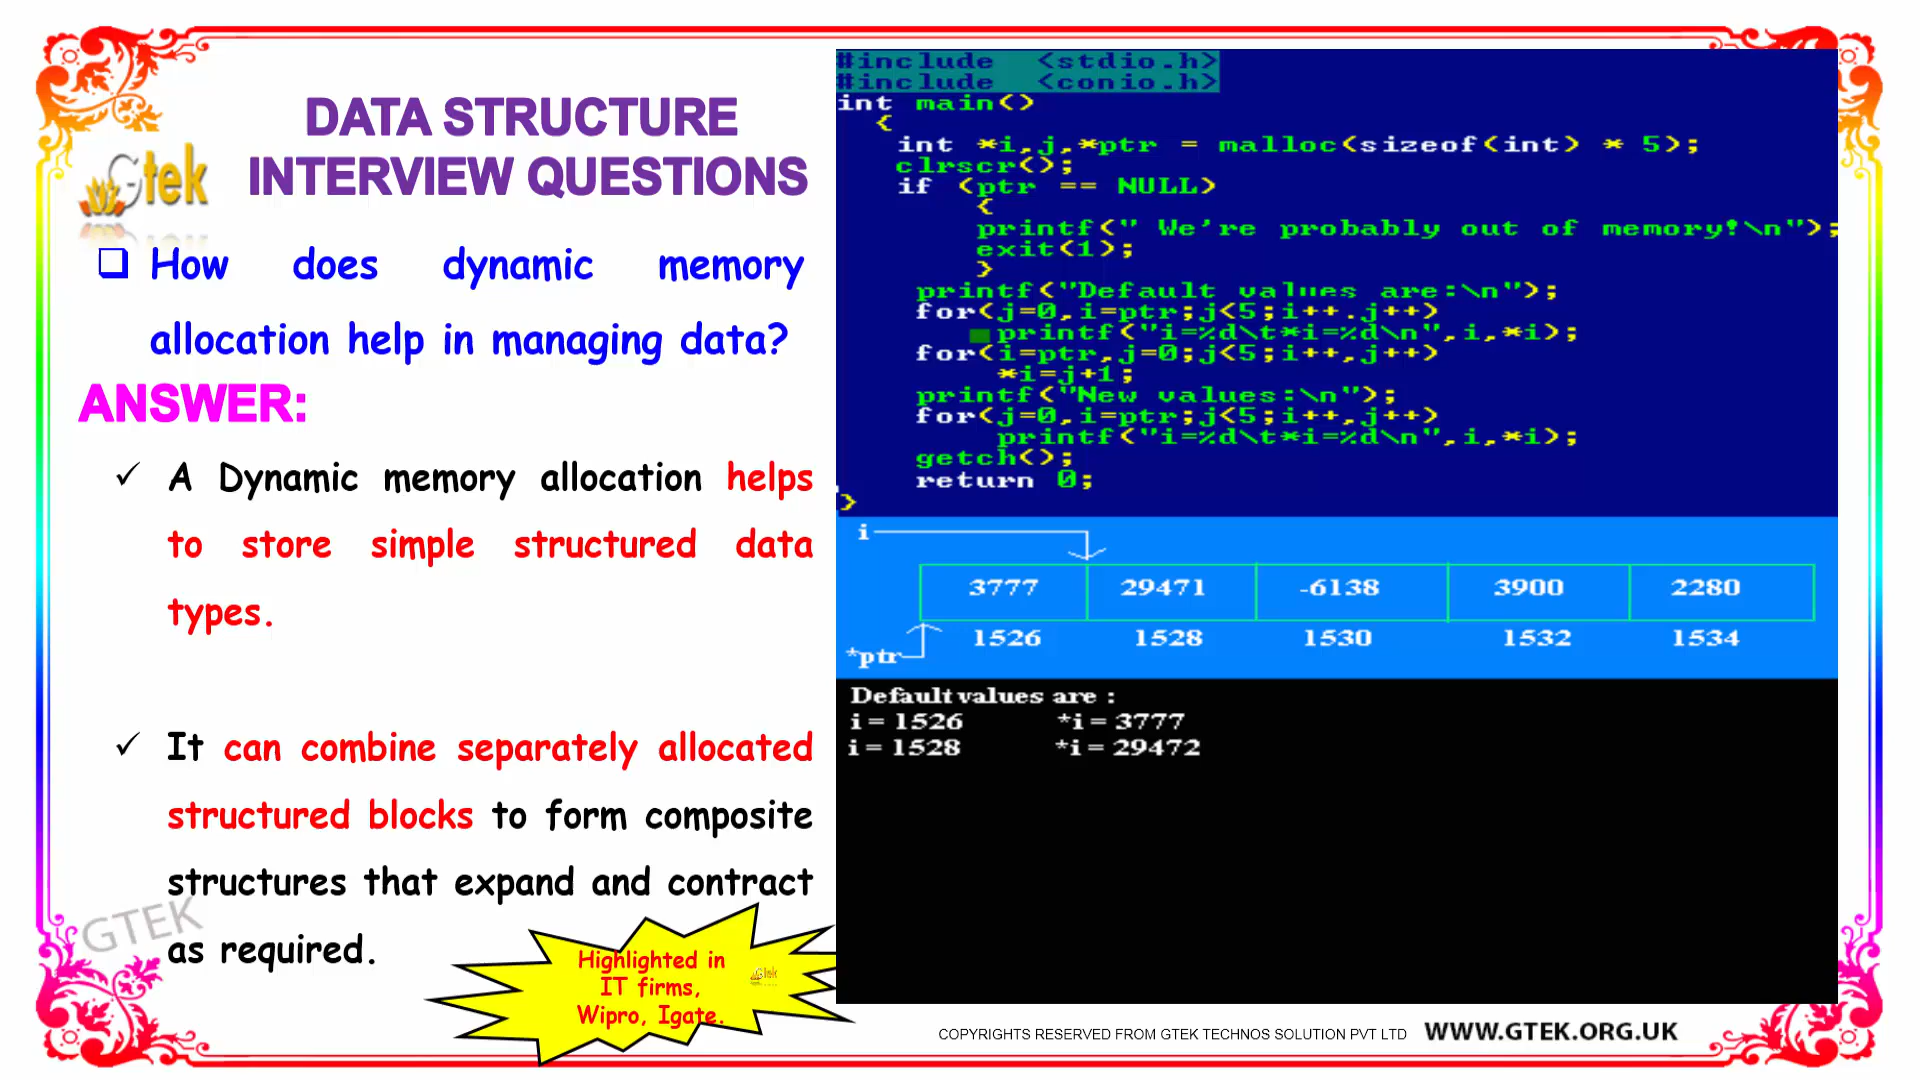 DATA STRUCTURE
INTERVIEW QUESTIONS
Gtek
❑ How does dynamic memory
allocation help in managing data?
ANSWER:
✓ A Dynamic memory allocation helps
to store simple structured data
types.
✓ It can combine separately allocated
structured blocks to form composite
structures that expand and contract
as required.
GTEK
Highlighted in
IT firms,
Wipro, Igate.
#include <stdio.h>
#include <conio.h>
int main()
{
int *i,j,*ptr = malloc(sizeof(int) * 5);
clrscr();
if (ptr == NULL)
{
printf(" We're probably out of memory!\n");
exit(1);
}
printf("Default values are:\n");
for(j=0,i=ptr;j<5;i++,j++)
printf("i=%d\t*i=%d\n",i,*i);
for(i=ptr,j=0;j<5;i++,j++)
*i=j+1;
printf("New values:\n");
for(j=0,i=ptr;j<5;i++,j++)
printf("i=%d\t*i=%d\n",i,*i);
getch();
return 0;
}
i
3777 29471 -6138 3900 2280
1526 1528 1530 1532 1534
*ptr
Default values are :
i = 1526 *i = 3777
i = 1528 *i = 29472
COPYRIGHTS RESERVED FROM GTEK TECHNOS SOLUTION PVT LTD WWW.GTEK.ORG.UK